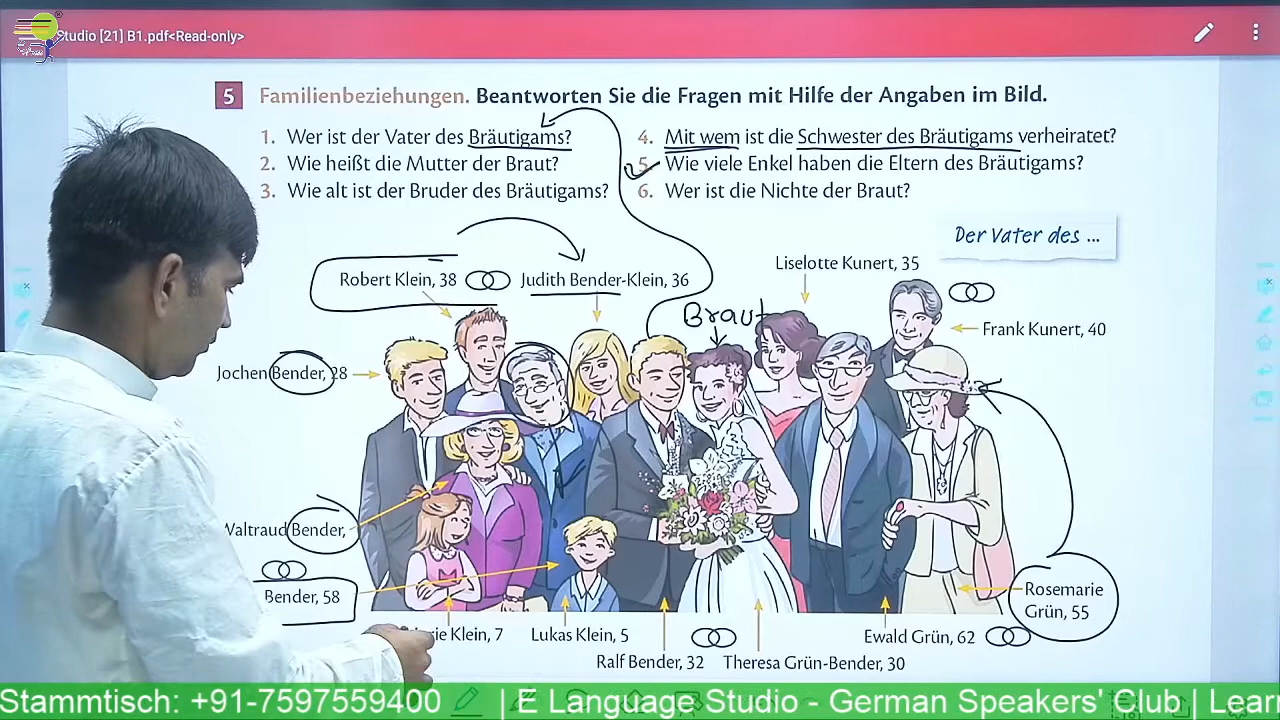 Studio [21] B1.pdf<Read-only>
5 Familienbeziehungen. Beantworten Sie die Fragen mit Hilfe der Angaben im Bild.
1. Wer ist der Vater des Bräutigams?
2. Wie heißt die Mutter der Braut?
3. Wie alt ist der Bruder des Bräutigams?
4. Mit wem ist die Schwester des Bräutigams verheiratet?
5. Wie viele Enkel haben die Eltern des Bräutigams?
6. Wer ist die Nichte der Braut?
Der Vater des ...
Liselotte Kunert, 35
Robert Klein, 38
Judith Bender-Klein, 36
Braut
Frank Kunert, 40
Jochen Bender, 28
Waltraud Bender,
Bender, 58
Rosemarie
Grün, 55
Klein, 7
Lukas Klein, 5
Ewald Grün, 62
Ralf Bender, 32
Theresa Grün-Bender, 30
Stammtisch: +91-7597559400 | E Language Studio - German Speakers' Club | Lear